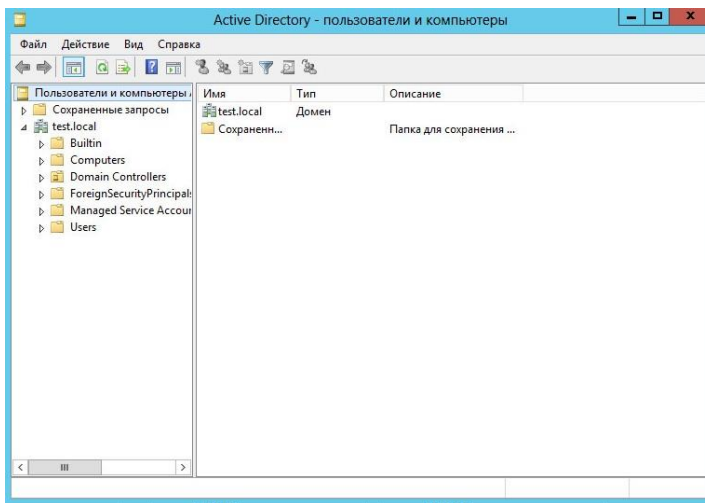 Active Directory - пользователи и компьютеры
Файл Действие Вид Справка
Пользователи и компьютеры
Сохраненные запросы
test.local
Builtin
Computers
Domain Controllers
ForeignSecurityPrincipals
Managed Service Accour
Users
Имя Тип Описание
test.local Домен
Сохраненн... Папка для сохранения ...